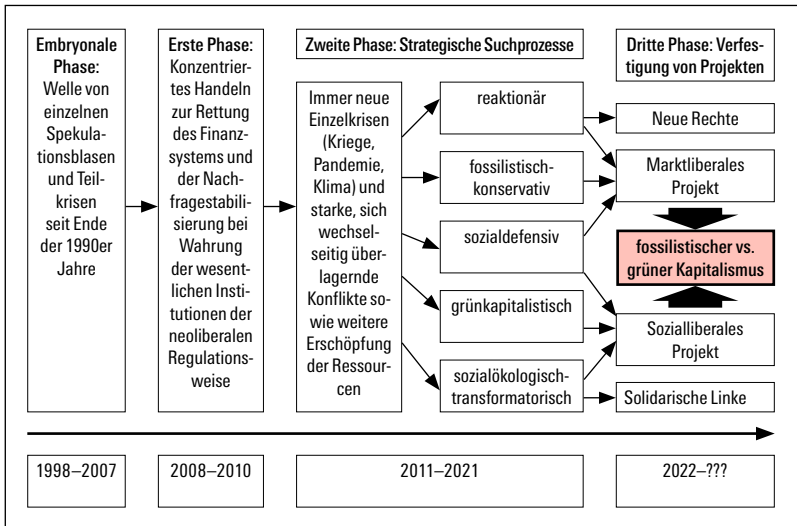 Embryonale
Phase:
Welle von
einzelnen
Spekula-
tionsblasen
und Teil-
krisen
seit Ende
der 1990er
Jahre
Erste Phase:
Konzentrier-
tes Handeln
zur Rettung
des Finanz-
systems und
der Nach-
fragestabili-
sierung bei
Wahrung
der wesent-
lichen Insti-
tutionen der
neoliberalen
Regulations-
weise
Zweite Phase: Strategische Suchprozesse
Immer neue
Einzelkrisen
(Kriege,
Pandemie,
Klima) und
starke, sich
wechsel-
seitig über-
lagernde
Konflikte so-
wie weitere
Erschöpfung
der Ressour-
cen
reaktionär
fossilistisch-
konservativ
sozialdefensiv
grünkapitalistisch
sozialökologisch-
transformatorisch
Dritte Phase: Verfes-
tigung von Projekten
Neue Rechte
Marktliberales
Projekt
fossilistischer vs.
grüner Kapitalismus
Sozialliberales
Projekt
Solidarische Linke
1998–2007
2008–2010
2011–2021
2022–???